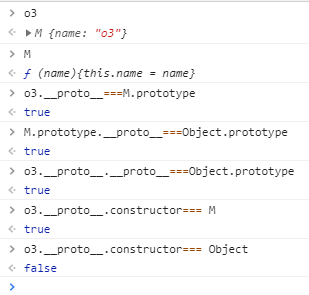 o3
M {name: "o3"}
M
ƒ (name){this.name = name}
o3.__proto__===M.prototype
true
M.prototype.__proto__===Object.prototype
true
o3.__proto__.__proto__===Object.prototype
true
o3.__proto__.constructor=== M
true
o3.__proto__.constructor=== Object
false